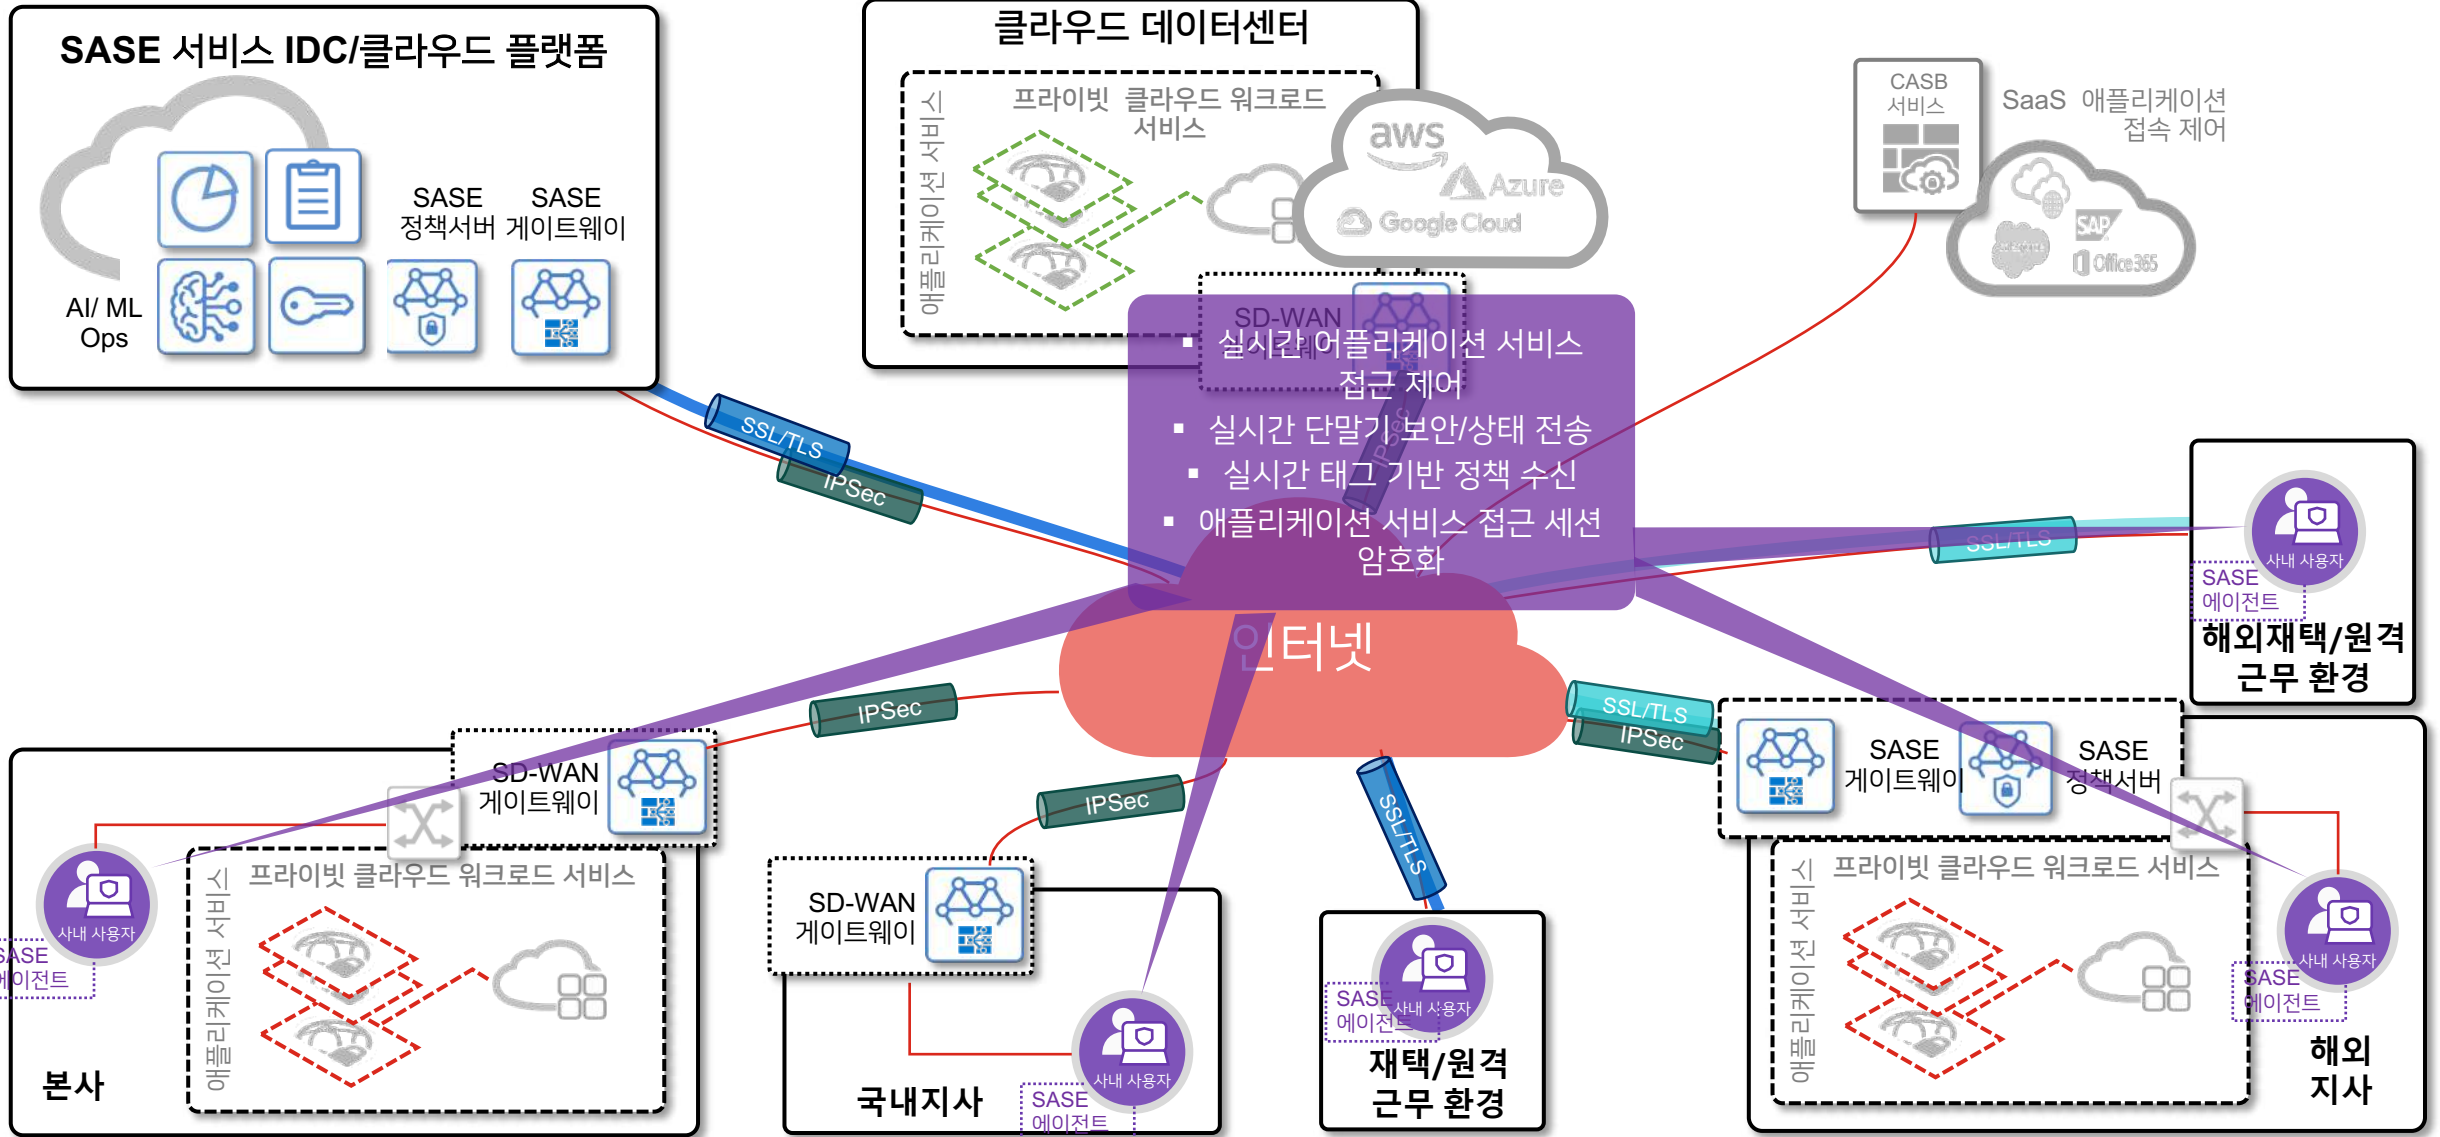 SASE 서비스 IDC/클라우드 플랫폼
SASE
정책서버
SASE
게이트웨이
AI/ ML
Ops
클라우드 데이터센터
애플리케이션 서비스
프라이빗 클라우드 워크로드
서비스
aws
Azure
Google Cloud
SD-WAN
게이트웨이
CASB
서비스
SaaS 애플리케이션
접속 제어
SAP
Office 365
▪ 실시간 어플리케이션 서비스
접근 제어
▪ 실시간 단말기 보안/상태 전송
▪ 실시간 태그 기반 정책 수신
▪ 애플리케이션 서비스 접근 세션
암호화
SSL/TLS
IPSec
IPSec
SSL/TLS
사내 사용자
SASE
에이전트
해외재택/원격
근무 환경
인터넷
IPSec
IPSec
SSL/TLS
SSL/TLS
IPSec
SD-WAN
게이트웨이
사내 사용자
SASE
에이전트
애플리케이션 서비스
프라이빗 클라우드 워크로드 서비스
본사
SD-WAN
게이트웨이
사내 사용자
SASE
에이전트
국내지사
사내 사용자
SASE
에이전트
재택/원격
근무 환경
SASE
게이트웨이
SASE
정책서버
애플리케이션 서비스
프라이빗 클라우드 워크로드 서비스
사내 사용자
SASE
에이전트
해외
지사